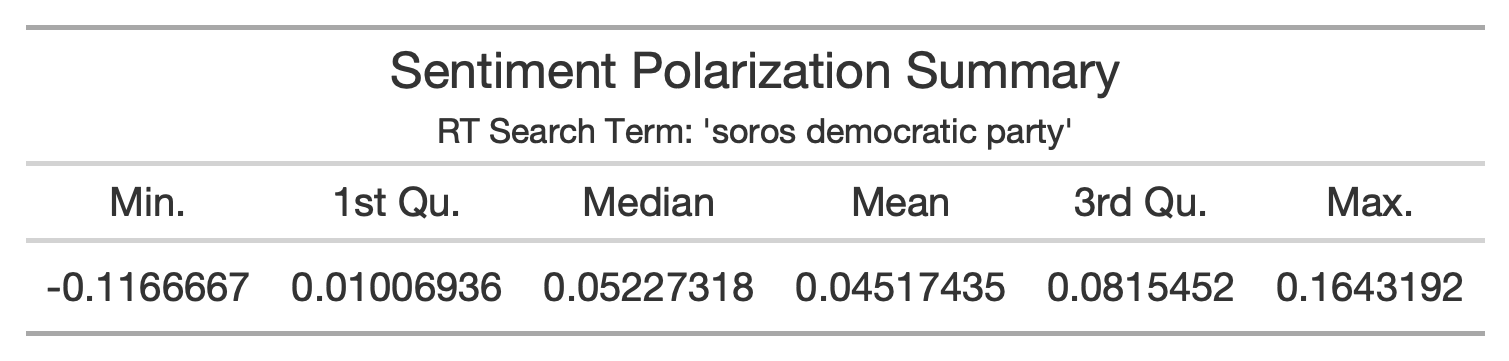 Sentiment Polarization Summary
RT Search Term: 'soros democratic party'
Min. 1st Qu. Median Mean 3rd Qu. Max.
-0.1166667 0.01006936 0.05227318 0.04517435 0.0815452 0.1643192